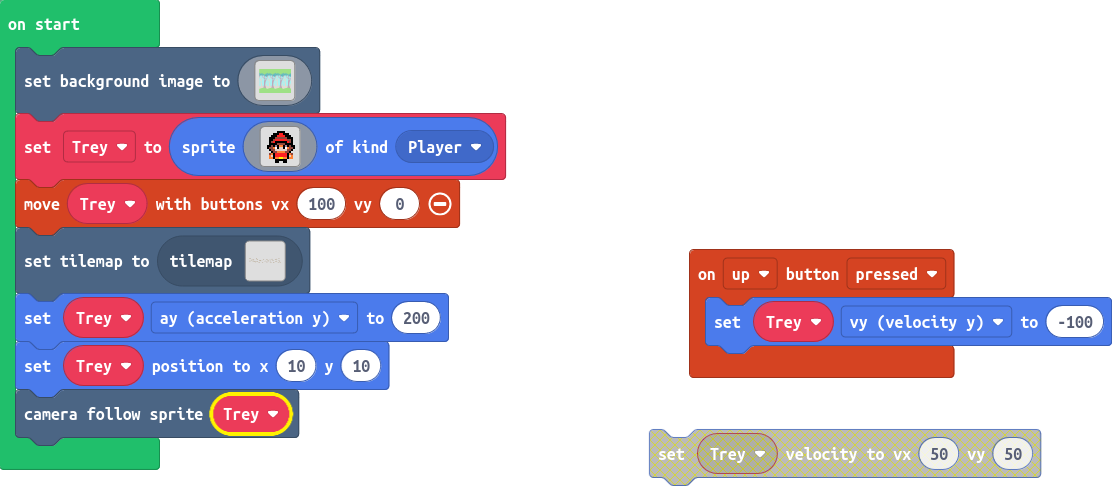 on start
set background image to
set Trey to sprite of kind Player
move Trey with buttons vx 100 vy 0
set tilemap to tilemap
set Trey ay (acceleration y) to 200
set Trey position to x 10 y 10
camera follow sprite Trey
on up button pressed
set Trey vy (velocity y) to -100
set Trey velocity to vx 50 vy 50